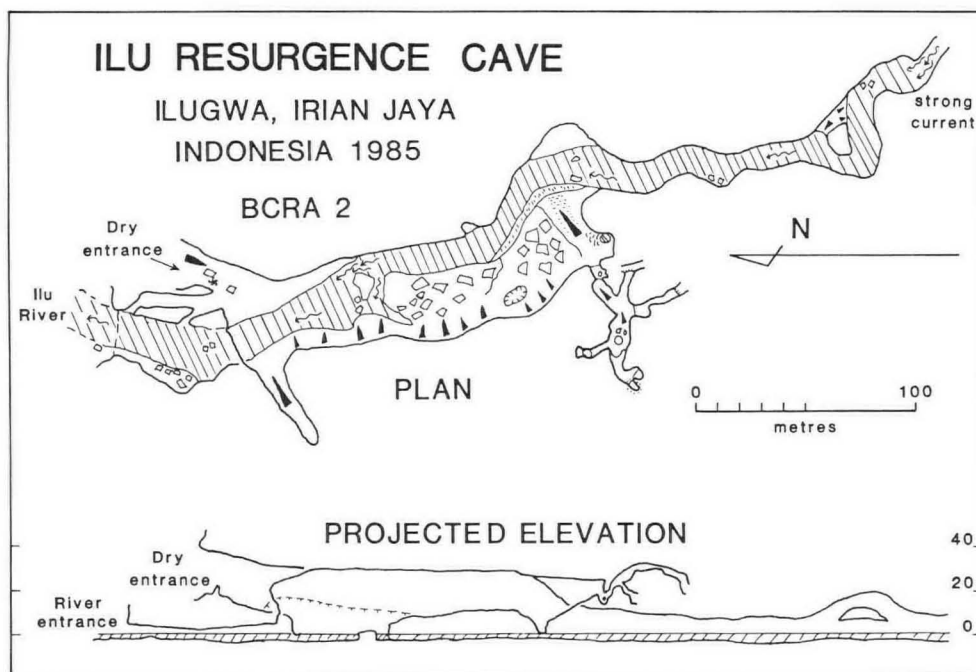 ILU RESURGENCE CAVE
ILUGWA, IRIAN JAYA
INDONESIA 1985
BCRA 2
strong
current
Dry
entrance
N
Ilu
River
PLAN
0 100
metres
PROJECTED ELEVATION
Dry
entrance
River
entrance
40
20
0